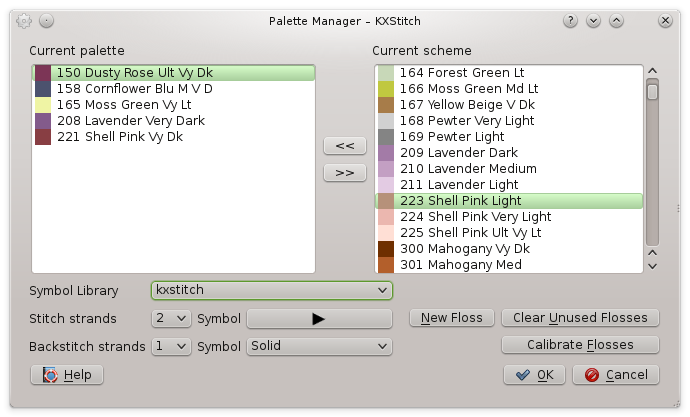 Palette Manager – KXStitch
Current palette
150 Dusty Rose Ult Vy Dk
158 Cornflower Blu M V D
165 Moss Green Vy Lt
208 Lavender Very Dark
221 Shell Pink Vy Dk
<<
>>
Current scheme
164 Forest Green Lt
166 Moss Green Md Lt
167 Yellow Beige V Dk
168 Pewter Very Light
169 Pewter Light
209 Lavender Dark
210 Lavender Medium
211 Lavender Light
223 Shell Pink Light
224 Shell Pink Very Light
225 Shell Pink Ult Vy Lt
300 Mahogany Vy Dk
301 Mahogany Med
Symbol Library kxstitch
Stitch strands 2 Symbol New Floss Clear Unused Flosses
Backstitch strands 1 Symbol Solid Calibrate Flosses
Help OK Cancel